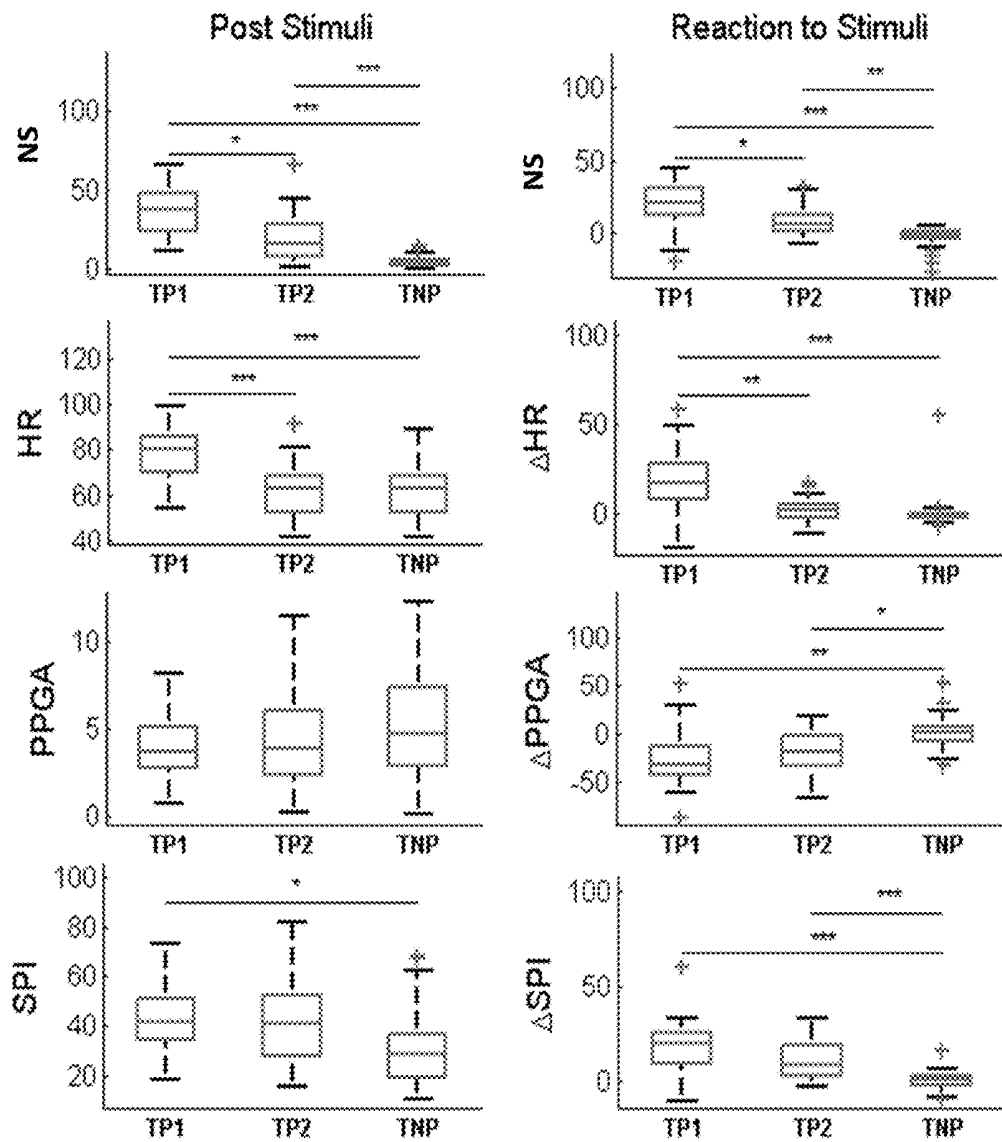 Post Stimuli
Reaction to Stimuli
NS
100
50
0
***
***
*
TP1 TP2 TNP
NS
100
50
0
**
***
*
TP1 TP2 TNP
HR
120
100
80
60
40
***
***
TP1 TP2 TNP
△HR
100
50
0
***
**
TP1 TP2 TNP
PPGA
10
5
0
TP1 TP2 TNP
△PPGA
100
50
0
-50
*
**
TP1 TP2 TNP
SPI
100
80
60
40
20
*
TP1 TP2 TNP
△SPI
100
50
0
***
***
TP1 TP2 TNP